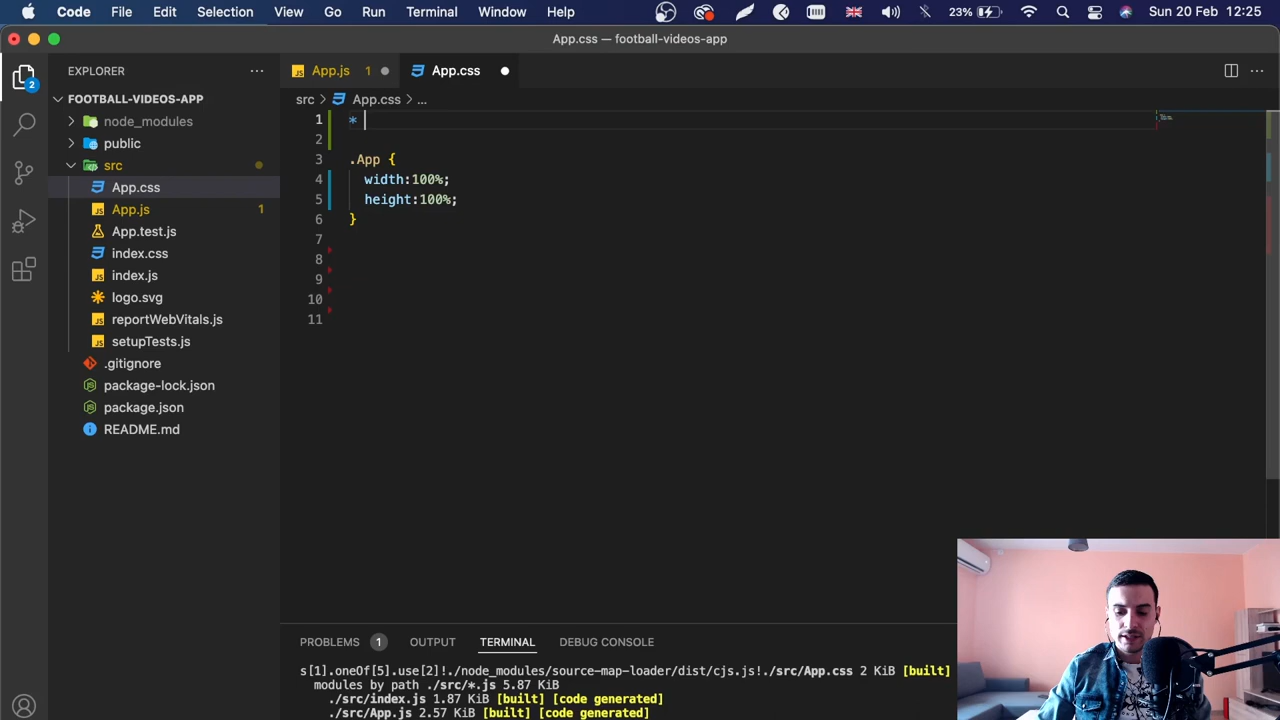 Code File Edit Selection View Go Run Terminal Window Help 23% Sun 20 Feb 12:25
App.css — football-videos-app
EXPLORER
App.js 1
App.css
FOOTBALL-VIDEOS-APP
src > App.css > ...
node_modules
public
src
App.css
App.js 1
App.test.js
index.css
index.js
logo.svg
reportWebVitals.js
setupTests.js
.gitignore
package-lock.json
package.json
README.md
2
1 *
2
3 .App {
4 width:100%;
5 height:100%;
6 }
7
8
9
10
11
PROBLEMS 1 OUTPUT TERMINAL DEBUG CONSOLE
s[1].oneOf[5].use[2]!./node_modules/source-map-loader/dist/cjs.js!./src/App.css 2 KiB [built]
modules by path ./src/*.js 5.87 KiB
./src/index.js 1.87 KiB [built] [code generated]
./src/App.js 2.57 KiB [built] [code generated]